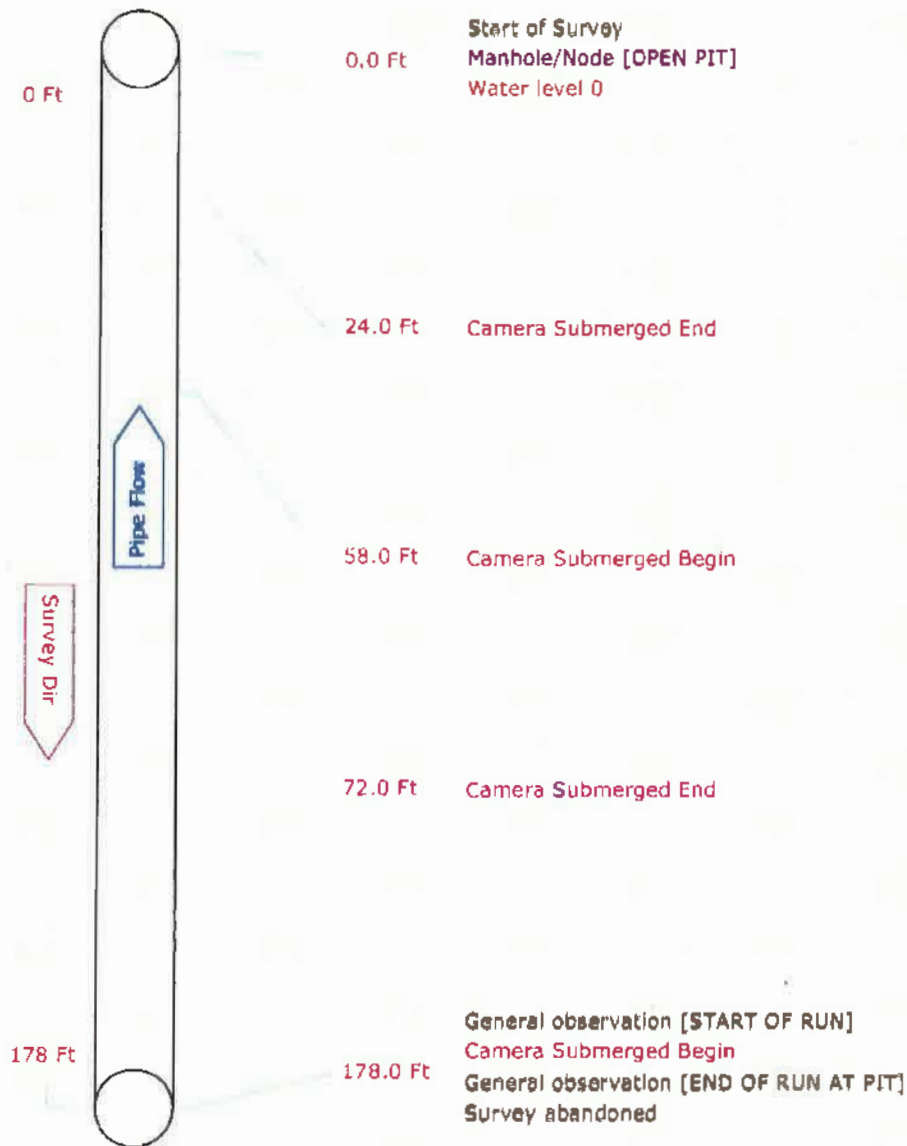 Start of Survey
0.0 Ft Manhole/Node [OPEN PIT]
0 Ft Water level 0
24.0 Ft Camera Submerged End
Pipe Flow
58.0 Ft Camera Submerged Begin
Survey Dir
72.0 Ft Camera Submerged End
General observation [START OF RUN]
178 Ft Camera Submerged Begin
178.0 Ft General observation [END OF RUN AT PIT]
Survey abandoned